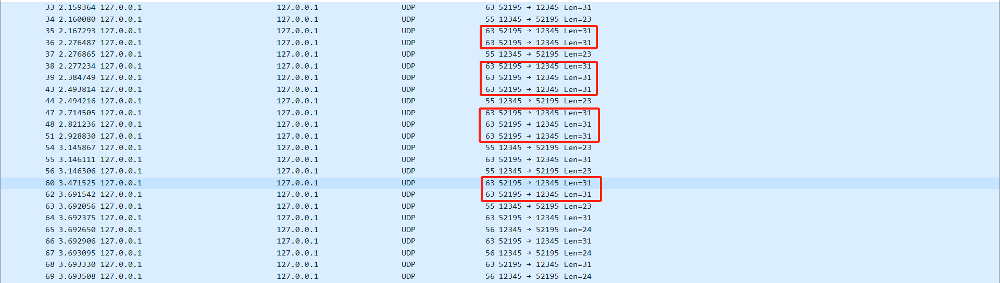 33 2.159364 127.0.0.1 127.0.0.1 UDP 63 52195 → 12345 Len=31
34 2.160080 127.0.0.1 127.0.0.1 UDP 55 12345 → 52195 Len=23
35 2.167293 127.0.0.1 127.0.0.1 UDP 63 52195 → 12345 Len=31
36 2.276487 127.0.0.1 127.0.0.1 UDP 63 52195 → 12345 Len=31
37 2.276865 127.0.0.1 127.0.0.1 UDP 55 12345 → 52195 Len=23
38 2.277234 127.0.0.1 127.0.0.1 UDP 63 52195 → 12345 Len=31
39 2.384749 127.0.0.1 127.0.0.1 UDP 63 52195 → 12345 Len=31
43 2.493814 127.0.0.1 127.0.0.1 UDP 63 52195 → 12345 Len=31
44 2.494216 127.0.0.1 127.0.0.1 UDP 55 12345 → 52195 Len=23
47 2.714505 127.0.0.1 127.0.0.1 UDP 63 52195 → 12345 Len=31
48 2.821236 127.0.0.1 127.0.0.1 UDP 63 52195 → 12345 Len=31
51 2.928830 127.0.0.1 127.0.0.1 UDP 63 52195 → 12345 Len=31
54 3.145867 127.0.0.1 127.0.0.1 UDP 55 12345 → 52195 Len=23
55 3.146111 127.0.0.1 127.0.0.1 UDP 63 52195 → 12345 Len=31
56 3.146306 127.0.0.1 127.0.0.1 UDP 55 12345 → 52195 Len=23
60 3.471525 127.0.0.1 127.0.0.1 UDP 63 52195 → 12345 Len=31
62 3.691542 127.0.0.1 127.0.0.1 UDP 63 52195 → 12345 Len=31
63 3.692056 127.0.0.1 127.0.0.1 UDP 55 12345 → 52195 Len=23
64 3.692375 127.0.0.1 127.0.0.1 UDP 63 52195 → 12345 Len=31
65 3.692650 127.0.0.1 127.0.0.1 UDP 56 12345 → 52195 Len=24
66 3.692906 127.0.0.1 127.0.0.1 UDP 63 52195 → 12345 Len=31
67 3.693095 127.0.0.1 127.0.0.1 UDP 56 12345 → 52195 Len=24
68 3.693330 127.0.0.1 127.0.0.1 UDP 63 52195 → 12345 Len=31
69 3.693508 127.0.0.1 127.0.0.1 UDP 56 12345 → 52195 Len=24